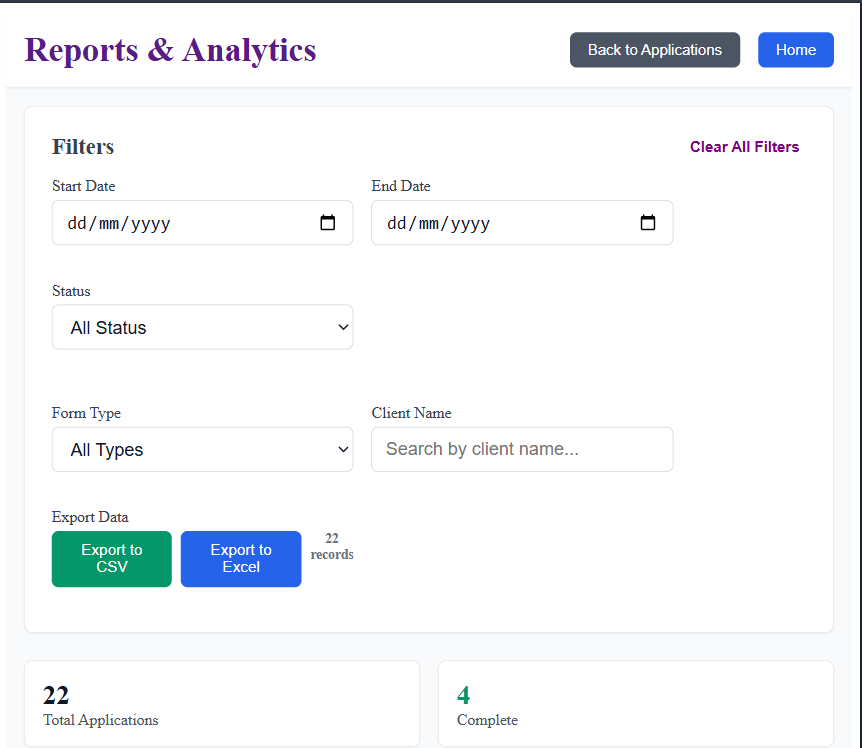 Reports & Analytics
Back to Applications
Home
Filters
Clear All Filters
Start Date
End Date
dd/mm/yyyy
dd/mm/yyyy
Status
All Status
Form Type
Client Name
All Types
Search by client name...
Export Data
Export to
CSV
Export to
Excel
22
records
22
Total Applications
4
Complete